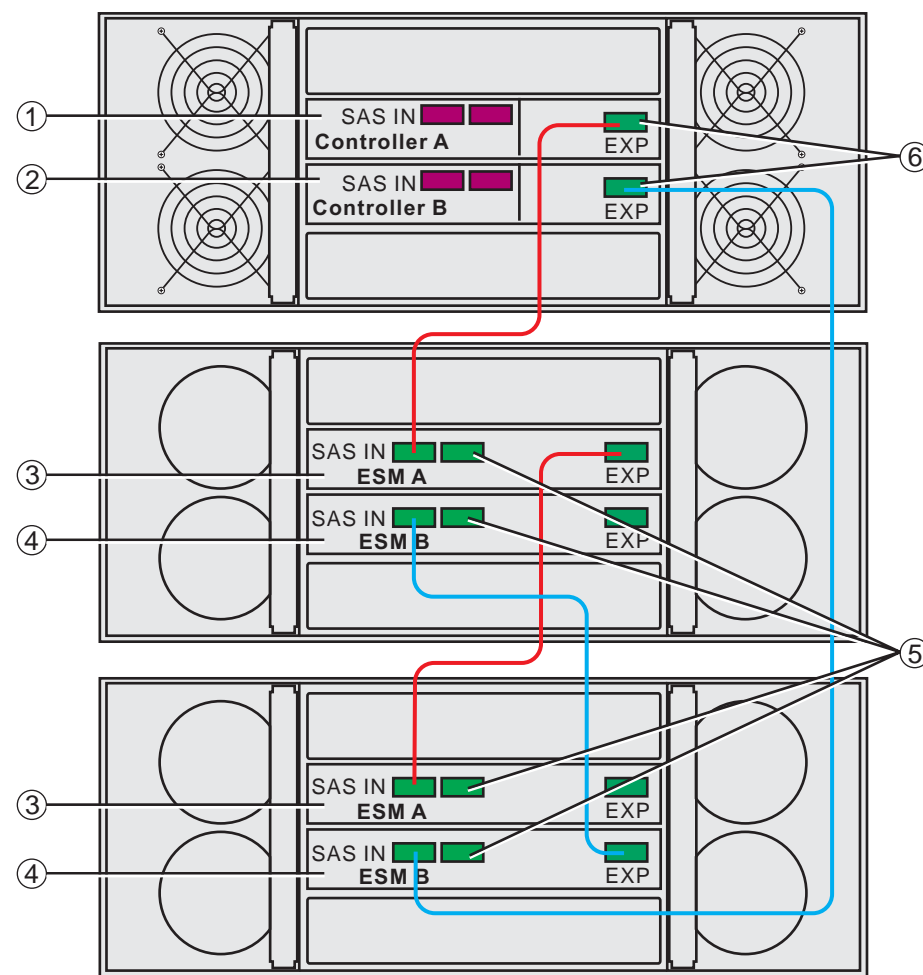 1
SAS IN
Controller A
EXP
6
2
SAS IN
Controller B
EXP
3
SAS IN
ESM A
EXP
4
SAS IN
ESM B
EXP
5
3
SAS IN
ESM A
EXP
4
SAS IN
ESM B
EXP